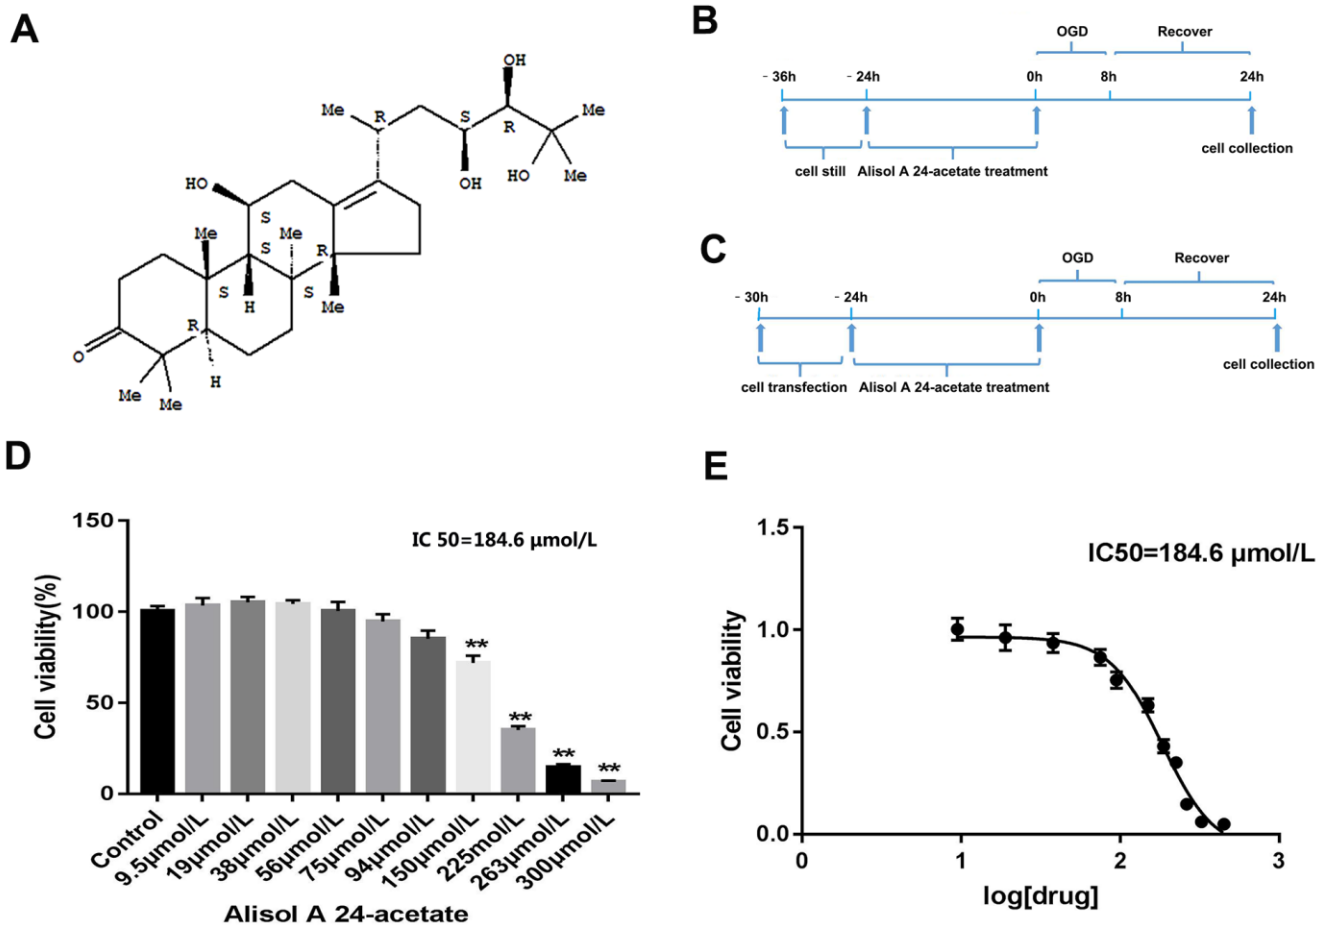 A
OH
Me
R
S
R
Me
OH
HO
Me
HO
S
Me
S
Me
R
S
H
S
Me
R
O
H
Me
Me
B
OGD
Recover
- 36h
- 24h
0h
8h
24h
cell still
Alisol A 24-acetate treatment
cell collection
C
OGD
Recover
- 30h
- 24h
0h
8h
24h
cell transfection
Alisol A 24-acetate treatment
cell collection
D
IC 50=184.6 μmol/L
Cell viability(%)
150
100
50
0
**
**
**
**
Control
9.5μmol/L
19μmol/L
38μmol/L
56μmol/L
75μmol/L
94μmol/L
150μmol/L
225mol/L
263μmol/L
300μmol/L
Alisol A 24-acetate
E
IC50=184.6 μmol/L
Cell viability
1.5
1.0
0.5
0.0
0
1
2
3
log[drug]